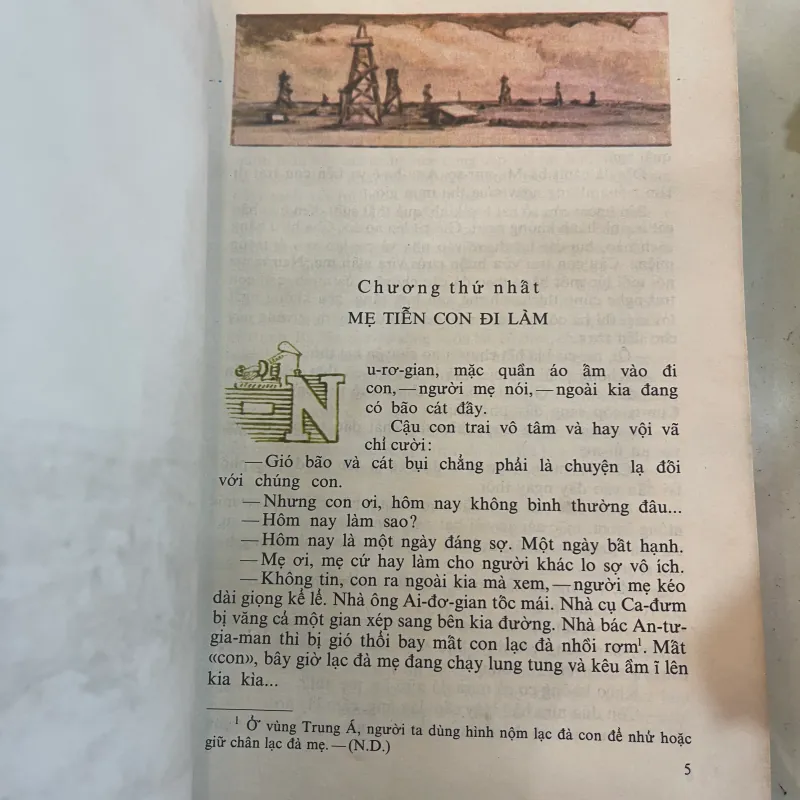 Chương thứ nhất
MẸ TIỄN CON ĐI LÀM
Nu-rơ-gian, mặc quần áo ấm vào đi
con,—người mẹ nói,—ngoài kia đang
có bão cát đầy.
Cậu con trai vô tâm và hay vội vã
chỉ cười:
—Gió bão và cát bụi chẳng phải là chuyện lạ đối
với chúng con.
—Nhưng con ơi, hôm nay không bình thường đâu...
—Hôm nay làm sao?
—Hôm nay là một ngày đáng sợ. Một ngày bất hạnh.
—Mẹ ơi, mẹ cứ hay làm cho người khác lo sợ vô ích.
—Không tin, con ra ngoài kia mà xem,—người mẹ kéo
dài giọng kể lể. Nhà ông Ai-đơ-gian tốc mái. Nhà cụ Ca-đưm
bị văng cả một gian xép sang bên kia đường. Nhà bác An-tư-
gia-man thì bị gió thổi bay mất con lạc đà nhồi rơm¹. Mất
«con», bây giờ lạc đà mẹ đang chạy lung tung và kêu ầm ĩ lên
kia kìa...
¹ Ở vùng Trung Á, người ta dùng hình nộm lạc đà con để nhử hoặc
giữ chân lạc đà mẹ.—(N.D.)
5